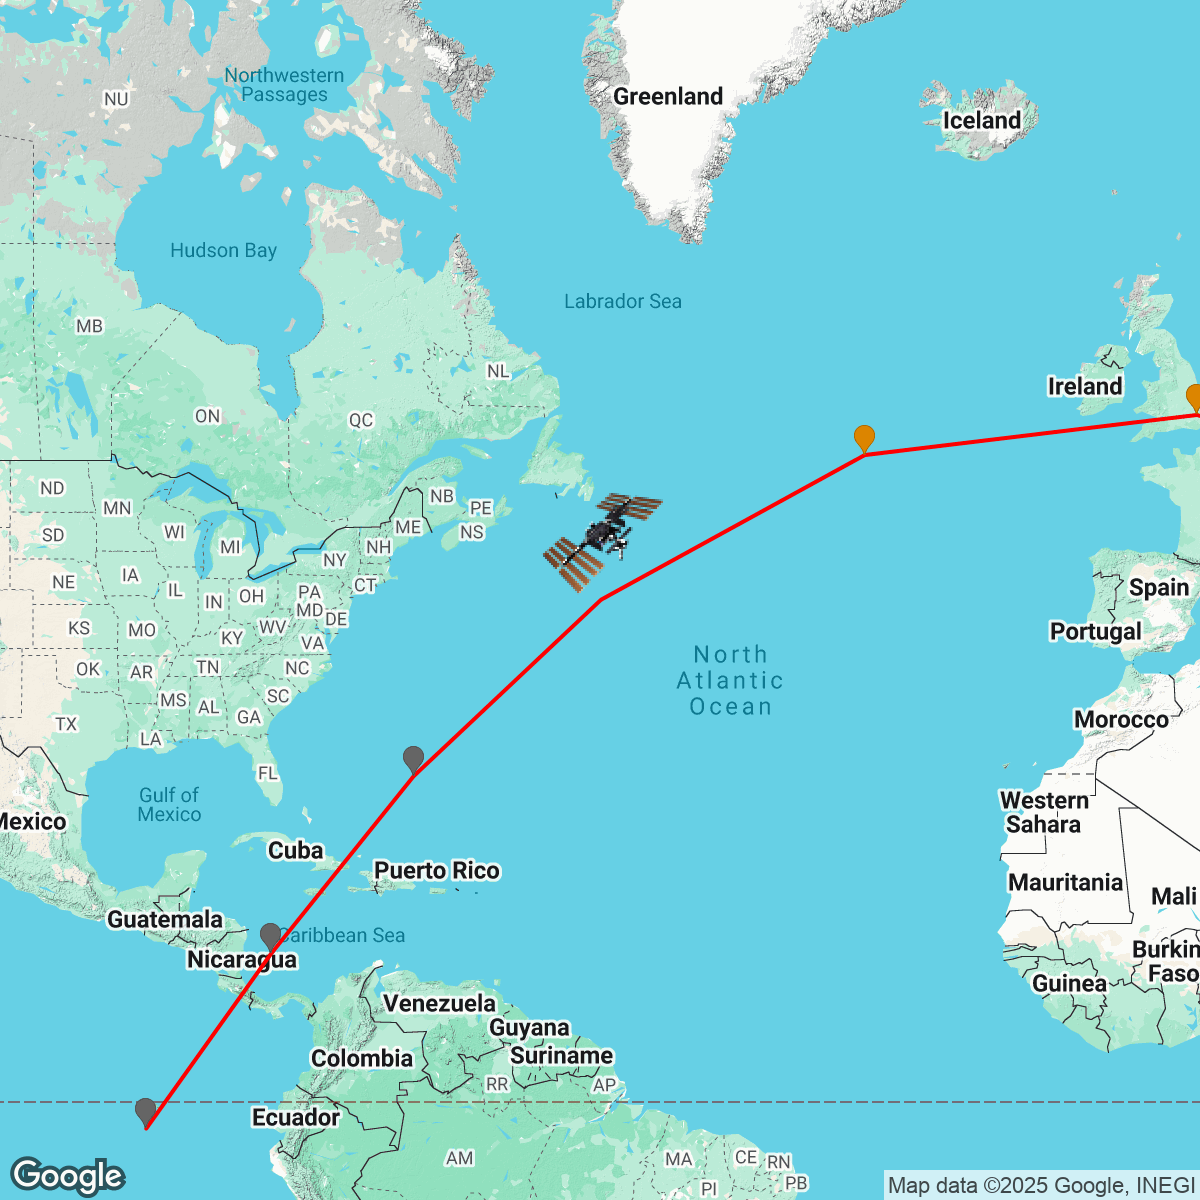 Northwestern
Passages
NU
Greenland
Iceland
Hudson Bay
Labrador Sea
MB
NL
Ireland
ON
QC
ND
MN
NB
PE
SD
WI
MI
ME
NS
NY
NH
NE
IA
IL
IN
OH
PA
CT
Spain
KS
MO
KY
WV
MD
DE
VA
Portugal
OK
AR
TN
NC
North
Atlantic
Ocean
MS
AL
SC
GA
TX
LA
Morocco
FL
Gulf of
Mexico
Western
Sahara
Mexico
Cuba
Puerto Rico
Mauritania
Mali
Guatemala
Caribbean Sea
Nicaragua
Burkin
Faso
Guinea
Venezuela
Guyana
Suriname
Colombia
RR
AP
Ecuador
AM
MA
CE
RN
PI
PB
Google
Map data ©2025 Google, INEGI